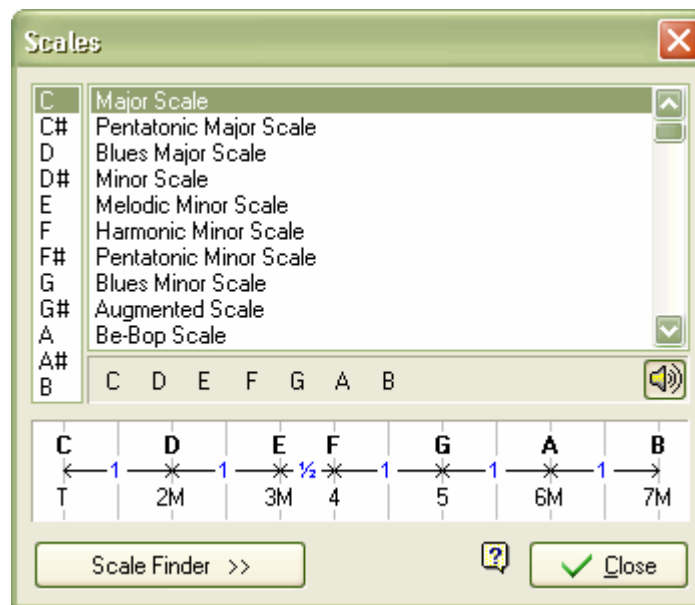 Scales
C
C#
D
D#
E
F
F#
G
G#
A
A#
B
Major Scale
Pentatonic Major Scale
Blues Major Scale
Minor Scale
Melodic Minor Scale
Harmonic Minor Scale
Pentatonic Minor Scale
Blues Minor Scale
Augmented Scale
Be-Bop Scale
C D E F G A B
C D E F G A B
1 1 ½ 1 1 1
T 2M 3M 4 5 6M 7M
Scale Finder >> ? Close